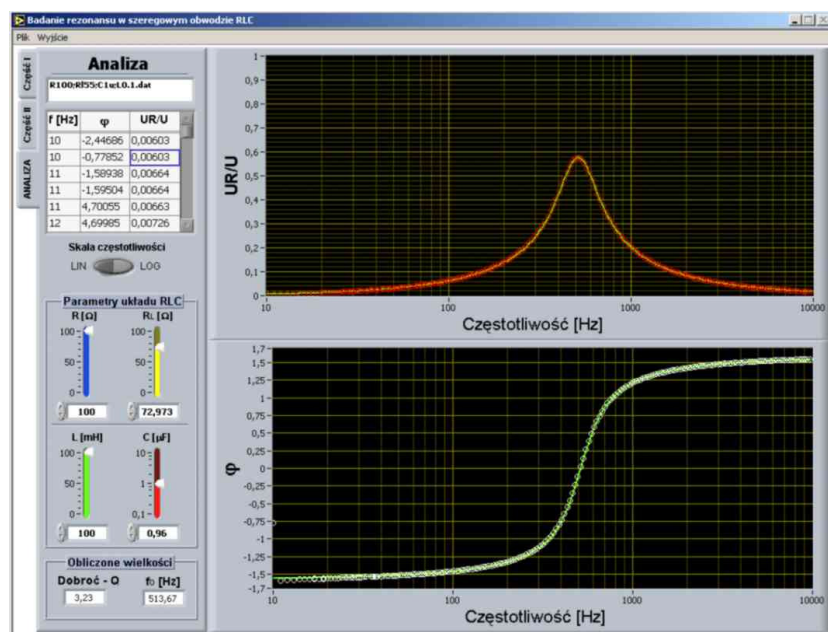 Badanie rezonansu w szeregowym obwodzie RLC
Plik Wyjście
Część I
Część II
ANALIZA
Analiza
f [Hz] φ UR/U
10 -2,44686 0,00603
10 -0,77852 0,00603
11 -1,58938 0,00664
11 -1,59504 0,00664
11 4,70055 0,00663
12 4,69985 0,00726
Skala częstotliwości
LIN LOG
Parametry układu RLC
R [Ω] RL [Ω]
100 100
50 50
0 0
100 72,973
L [mH] C [µF]
100 10
50 1
0 0,1
100 0,96
Obliczone wielkości
Dobroć - Q fo [Hz]
3,23 513,67
UR/U
1
0,9
0,8
0,7
0,6
0,5
0,4
0,3
0,2
0,1
0
10 100 1000 10000
Częstotliwość [Hz]
φ
1,7
1,5
1,25
1
0,75
0,5
0,25
0
-0,25
-0,5
-0,75
-1
-1,25
-1,5
-1,7
10 100 1000 10000
Częstotliwość [Hz]